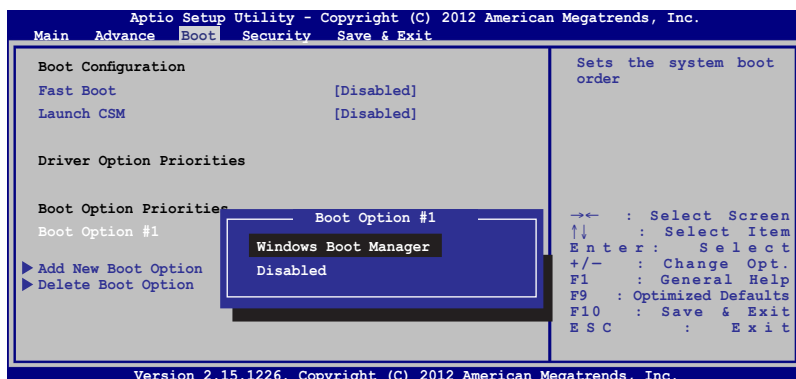 Aptio Setup Utility - Copyright (C) 2012 American Megatrends, Inc.
Main Advance Boot Security Save & Exit
Boot Configuration
Fast Boot [Disabled]
Launch CSM [Disabled]
Driver Option Priorities
Boot Option Priorities
Boot Option #1
Add New Boot Option
Delete Boot Option
Boot Option #1
Windows Boot Manager
Disabled
Sets the system boot
order
→← : Select Screen
↑↓ : Select Item
Enter: Select
+/— : Change Opt.
F1 : General Help
F9 : Optimized Defaults
F10 : Save & Exit
ESC : Exit
Version 2.15.1226. Copyright (C) 2012 American Megatrends, Inc.